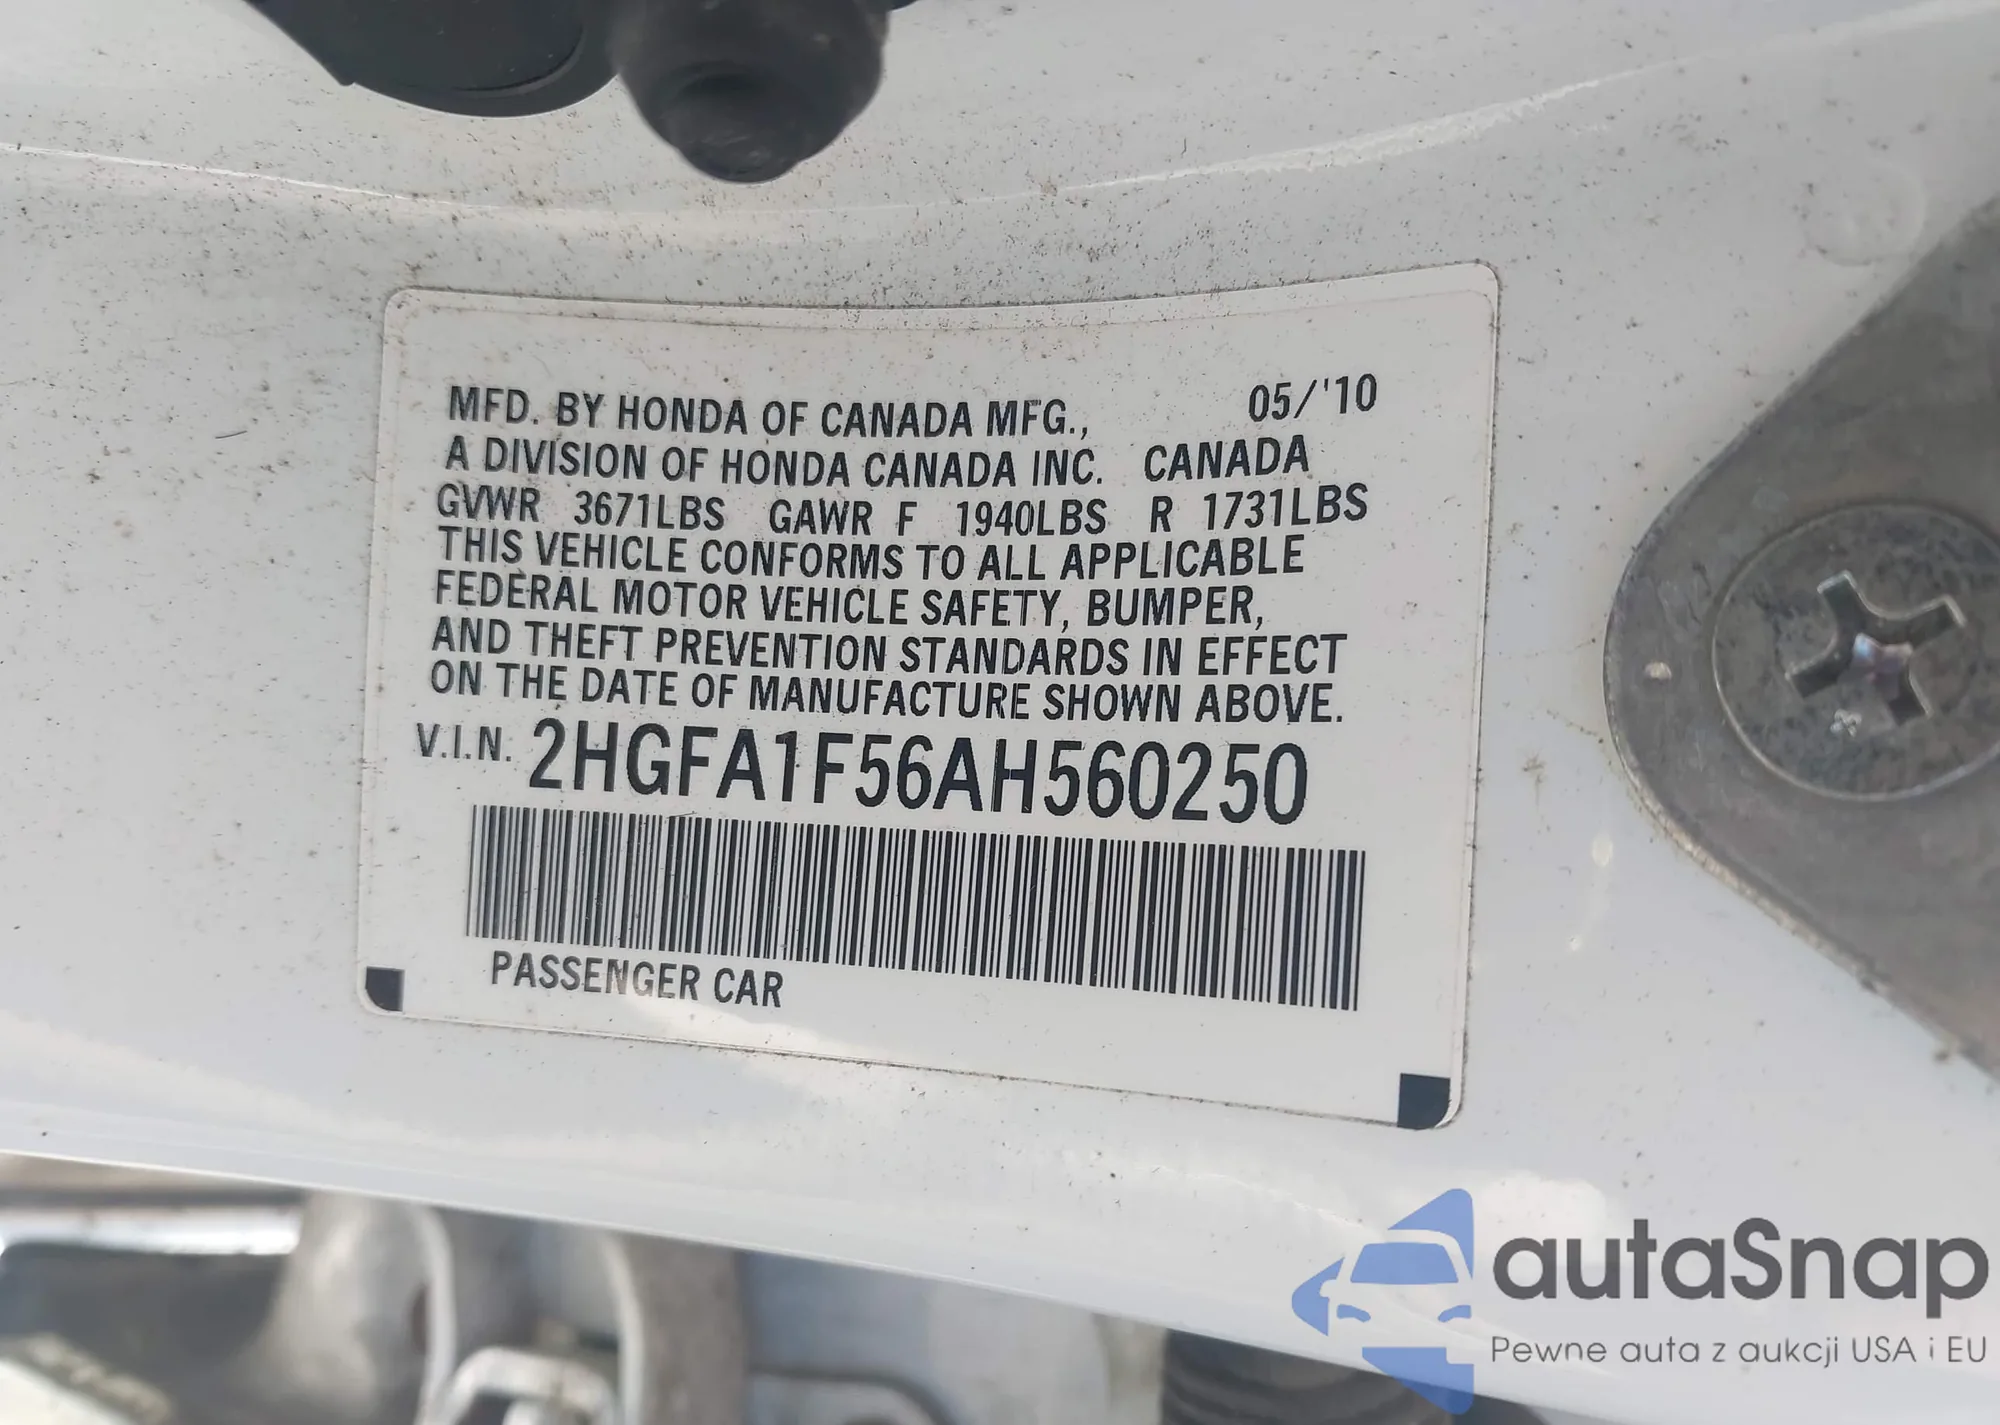 MFD. BY HONDA OF CANADA MFG., 05/'10
A DIVISION OF HONDA CANADA INC. CANADA
GVWR 3671LBS GAWR F 1940LBS R 1731LBS
THIS VEHICLE CONFORMS TO ALL APPLICABLE
FEDERAL MOTOR VEHICLE SAFETY, BUMPER,
AND THEFT PREVENTION STANDARDS IN EFFECT
ON THE DATE OF MANUFACTURE SHOWN ABOVE.
V.I.N. 2HGFA1F56AH560250
PASSENGER CAR
autaSnap
Pewne auta z aukcji USA i EU